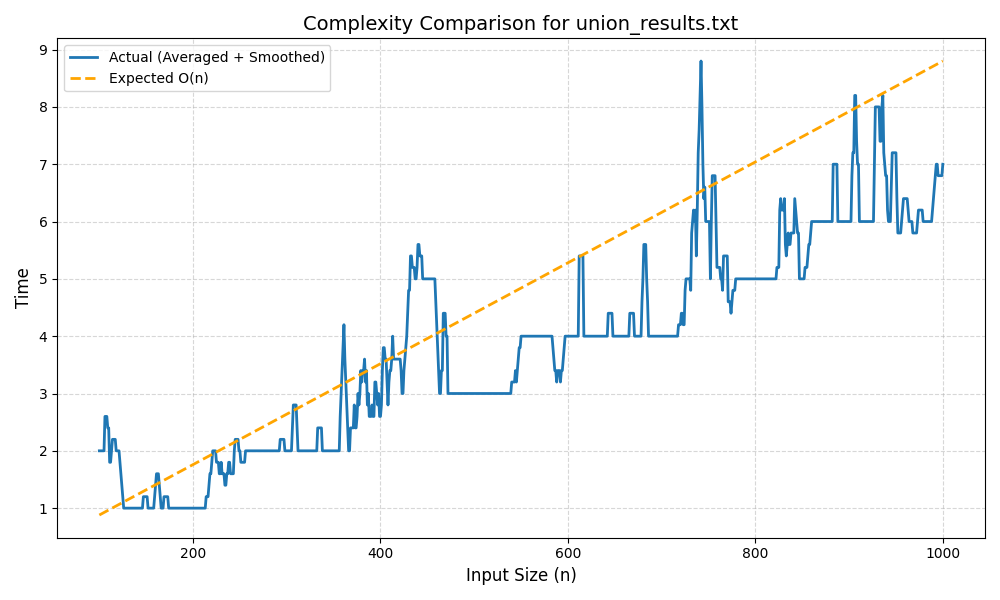 Complexity Comparison for union_results.txt
Actual (Averaged + Smoothed)
Expected O(n)
Time
9
8
7
6
5
4
3
2
1
200
400
600
800
1000
Input Size (n)